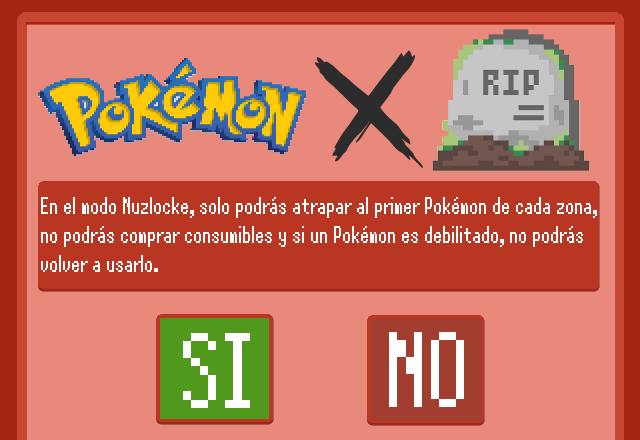 POKÉMON
RIP
En el modo Nuzlocke, solo podrás atrapar al primer Pokémon de cada zona,
no podrás comprar consumibles y si un Pokémon es debilitado, no podrás
volver a usarlo.
SI
NO